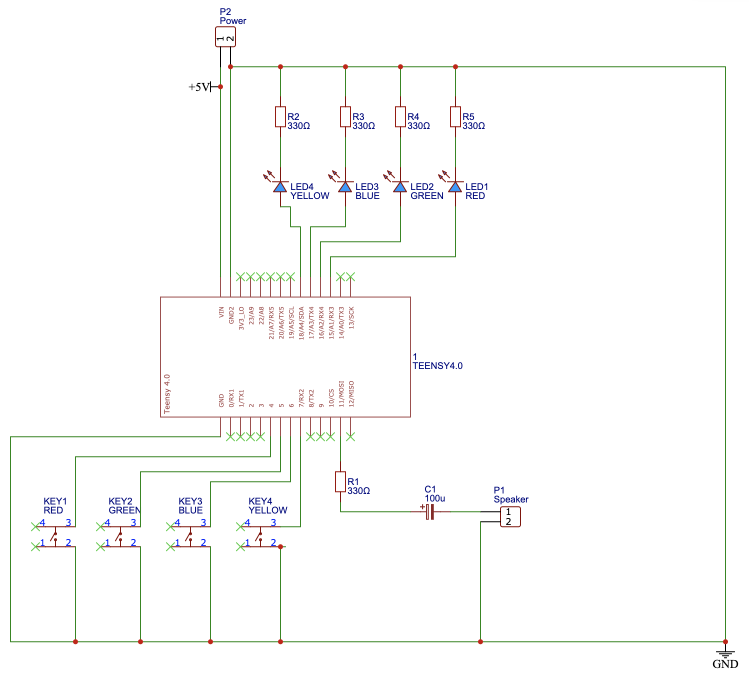 P2
Power
1 2
+5V
R2
330Ω
R3
330Ω
R4
330Ω
R5
330Ω
LED4
YELLOW
LED3
BLUE
LED2
GREEN
LED1
RED
VIN
GND2
3V3_LO
23/A9
22/A8
21/A7/RX5
20/A6/TX5
19/A5/SCL
18/A4/SDA
17/A3/TX4
16/A2/RX4
15/A1/RX3
14/A0/TX3
13/SCK
1
TEENSY4.0
Teensy 4.0
GND
0/RX1
1/TX1
2
3
4
5
6
7/RX2
8/TX2
9
10/CS
11/MOSI
12/MISO
R1
330Ω
C1
100u
+
P1
Speaker
1
2
KEY1
RED
4 3
1 2
KEY2
GREEN
4 3
1 2
KEY3
BLUE
4 3
1 2
KEY4
YELLOW
4 3
1 2
GND